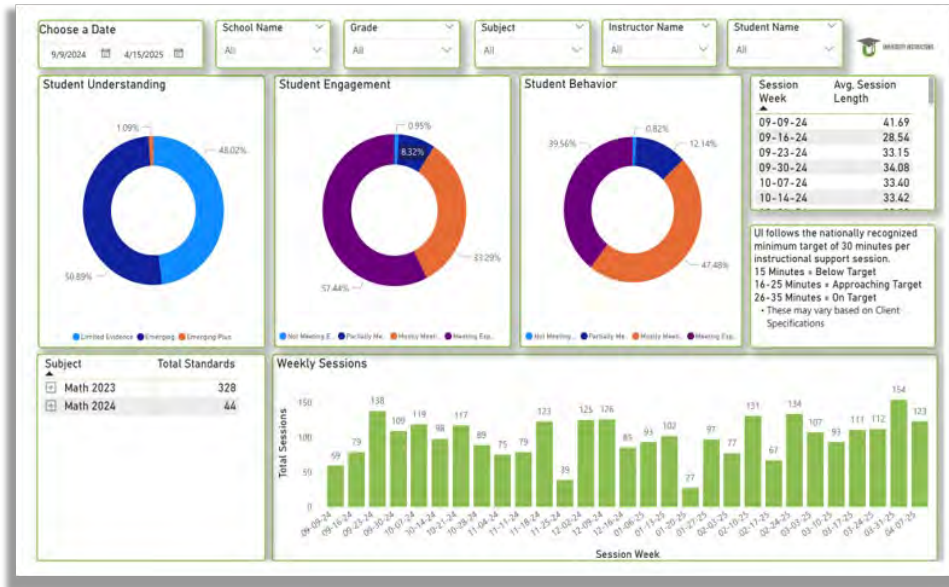 Choose a Date
9/9/2024 4/15/2025
School Name
All
Grade
All
Subject
All
Instructor Name
All
Student Name
All
UNIVERSITY INSTRUCTORS
Student Understanding
1.09%
48.02%
50.89%
Limited Evidence Emerging Emerging Plus
Student Engagement
0.95%
8.32%
33.29%
57.44%
Not Meeting E... Partially Me... Mostly Meet... Meeting Exp...
Student Behavior
0.82%
12.14%
39.56%
47.48%
Not Meeting... Partially Me... Mostly Meet... Meeting Exp...
Session Week Avg. Session Length
09-09-24 41.69
09-16-24 28.54
09-23-24 33.15
09-30-24 34.08
10-07-24 33.40
10-14-24 33.42
UI follows the nationally recognized
minimum target of 30 minutes per
instructional support session.
15 Minutes = Below Target
16-25 Minutes = Approaching Target
26-35 Minutes = On Target
• These may vary based on Client
Specifications
Subject Total Standards
Math 2023 328
Math 2024 44
Weekly Sessions
Total Sessions
150
100
50
0
59 79 138 109 119 98 117 89 75 79 123 39 125 126 85 93 102 27 97 77 131 67 134 107 93 111 112 154 123
09-09-24 09-16-24 09-23-24 09-30-24 10-07-24 10-14-24 10-21-24 10-28-24 11-04-24 11-11-24 11-18-24 11-25-24 12-02-24 12-09-24 12-16-24 01-06-25 01-13-25 01-20-25 01-27-25 02-03-25 02-10-25 02-17-25 02-24-25 03-03-25 03-10-25 03-17-25 03-24-25 03-31-25 04-07-25
Session Week